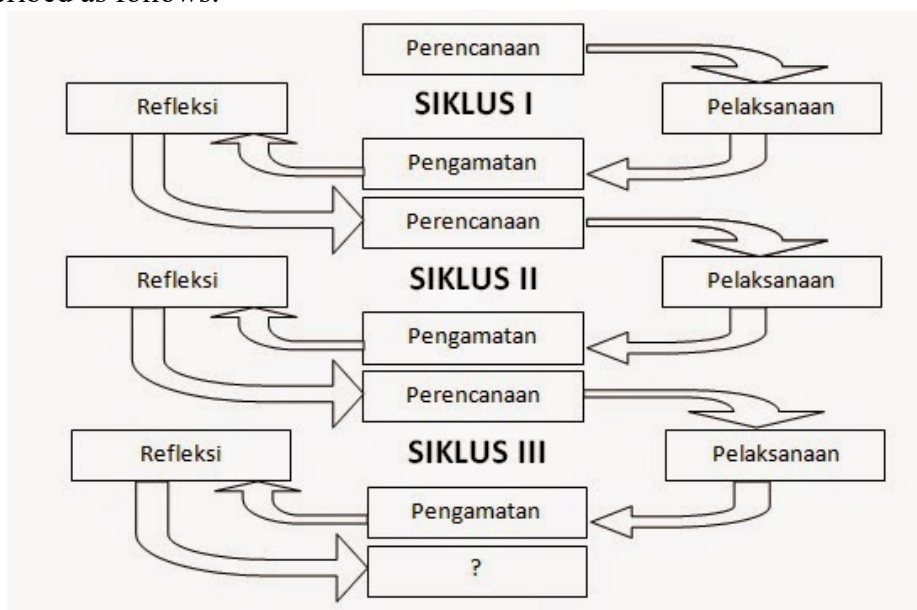 cribed as follows:
Perencanaan
Refleksi
SIKLUS I
Pelaksanaan
Pengamatan
Perencanaan
Refleksi
SIKLUS II
Pelaksanaan
Pengamatan
Perencanaan
Refleksi
SIKLUS III
Pelaksanaan
Pengamatan
?